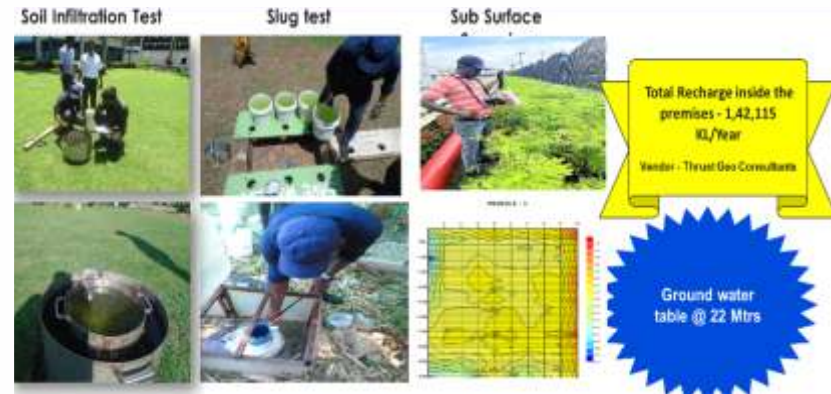 Soil Infiltration Test
Slug test
Sub Surface
Total Recharge inside the
premises - 1,42,115
KL/Year
Vendor - Thrust Geo Consultants
Ground water
table @ 22 Mtrs